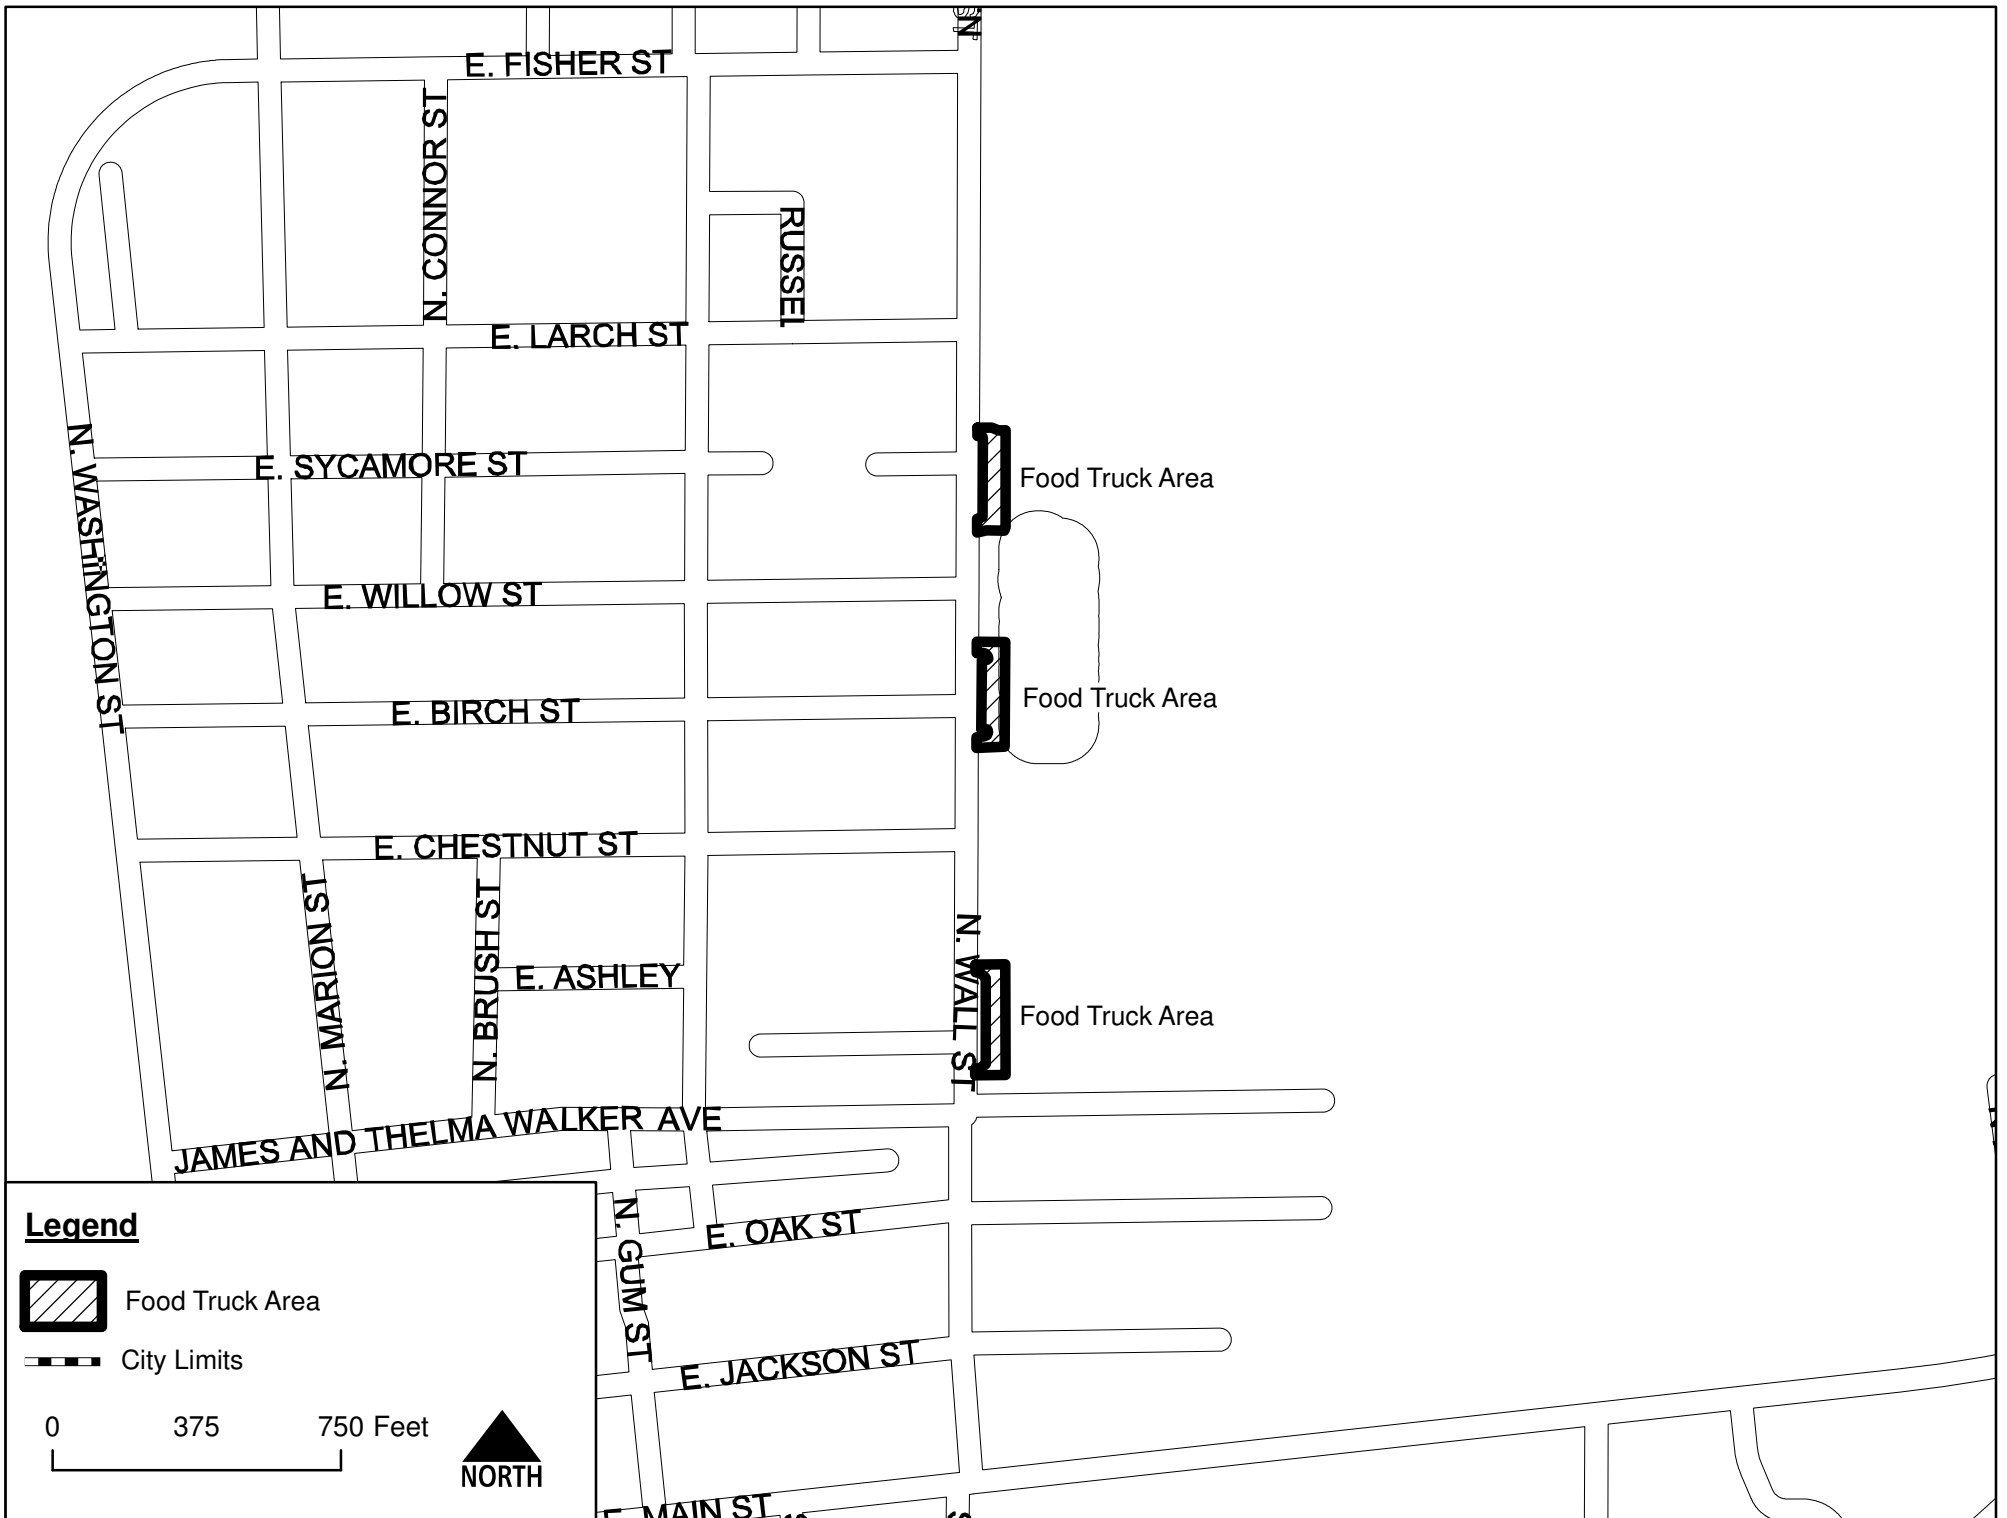 E. FISHER ST
N. CONNOR ST
RUSSEL
E. LARCH ST
N. WASHINGTON ST
E. SYCAMORE ST
Food Truck Area
E. WILLOW ST
Food Truck Area
E. BIRCH ST
E. CHESTNUT ST
N. MARION ST
N. BRUSH ST
E. ASHLEY
N. WALL ST
Food Truck Area
JAMES AND THELMA WALKER AVE
N. GUM ST
E. OAK ST
E. JACKSON ST
E. MAIN ST
Legend
Food Truck Area
City Limits
0 375 750 Feet
NORTH